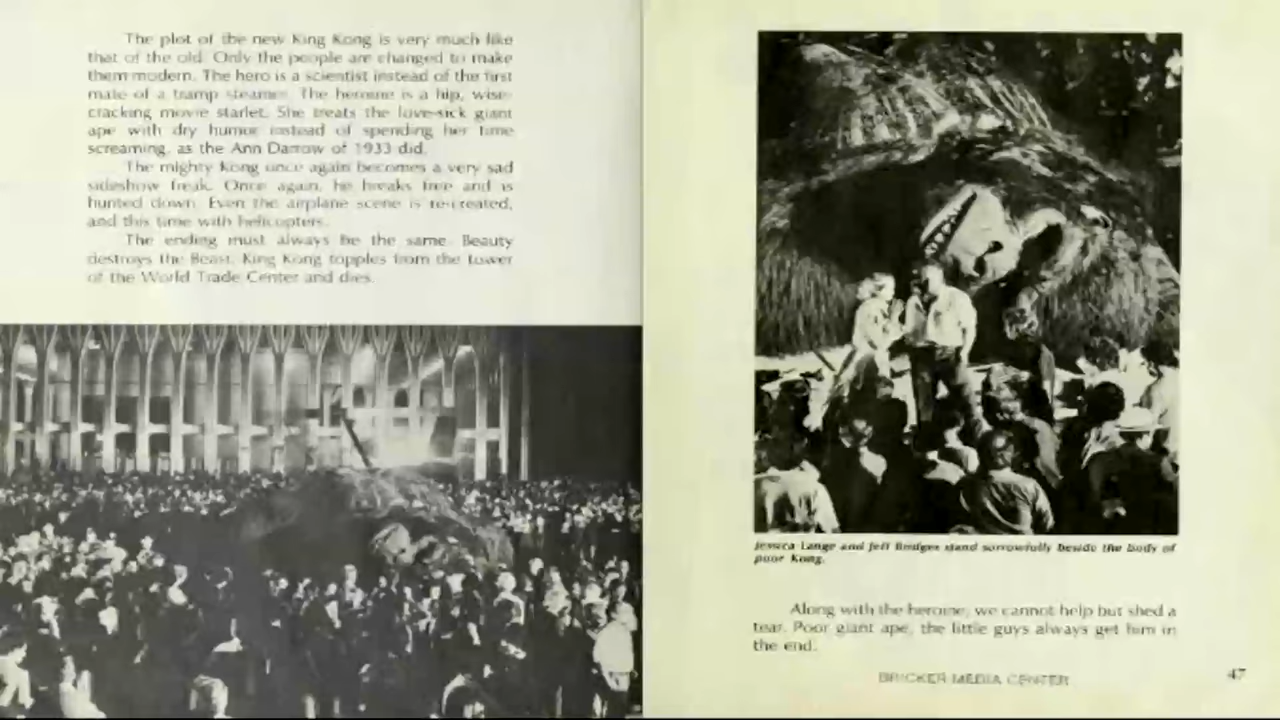 The plot of the new King Kong is very much like
that of the old. Only the people are changed to make
them modern. The hero is a scientist instead of the first
mate of a tramp steamer. The heroine is a hip, wise-
cracking movie starlet. She treats the love-sick giant
ape with dry humor instead of spending her time
screaming, as the Ann Darrow of 1933 did.
The mighty Kong once again becomes a very sad
sideshow freak. Once again, he breaks free and is
hunted down. Even the airplane scene is re-created,
and this time with helicopters.
The ending must always be the same. Beauty
destroys the Beast. King Kong topples from the tower
of the World Trade Center and dies.
Jessica Lange and Jeff Bridges stand sorrowfully beside the body of
poor Kong.
Along with the heroine, we cannot help but shed a
tear. Poor giant ape, the little guys always get him in
the end.
BRICKER MEDIA CENTER
47